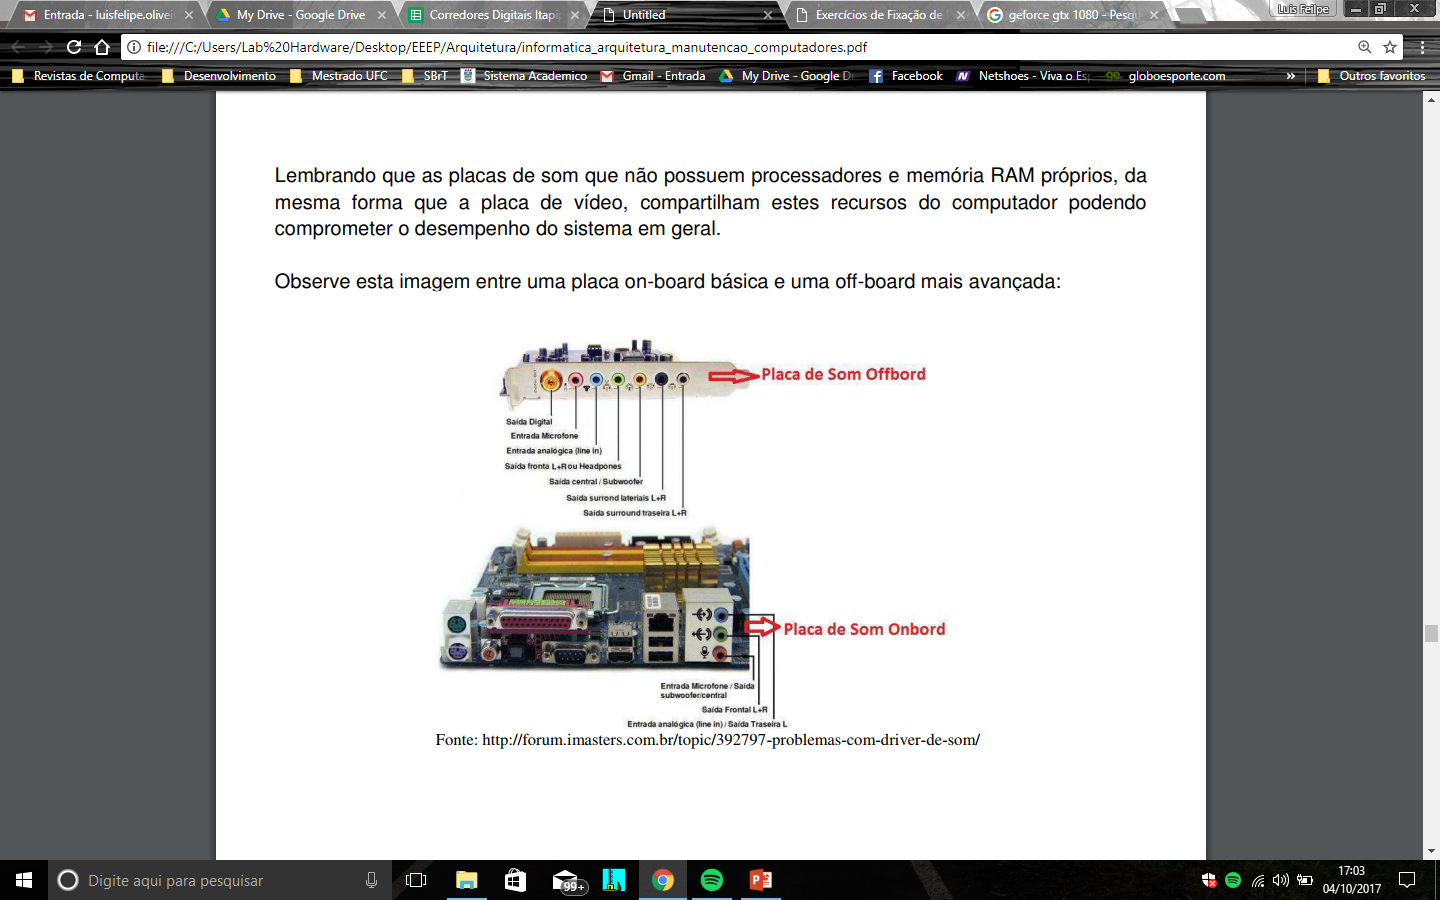 Entrada - luisfelipe.olivei
My Drive - Google Drive
Corredores Digitais Itapi
Untitled
Exercícios de Fixação de
geforce gtx 1080 - Pesqu
Luis Felipe
file:///C:/Users/Lab%20Hardware/Desktop/EEEP/Arquitetura/informatica_arquitetura_manutencao_computadores.pdf
Revistas de Computa
Desenvolvimento
Mestrado UFC
SBrT
Sistema Academico
Gmail - Entrada
My Drive - Google Dr
Facebook
Netshoes - Viva o Es
globoesporte.com
»
Outros favoritos
Lembrando que as placas de som que não possuem processadores e memória RAM próprios, da
mesma forma que a placa de vídeo, compartilham estes recursos do computador podendo
comprometer o desempenho do sistema em geral.
Observe esta imagem entre uma placa on-board básica e uma off-board mais avançada:
Placa de Som Offbord
Saída Digital
Entrada Microfone
Entrada analógica (line in)
Saída fronta L+R ou Headpones
Saída central / Subwoofer
Saída surrond lateriais L+R
Saída surround traseira L+R
Placa de Som Onbord
Entrada Microfone / Saída
subwoofer/central
Saída Frontal L+R
Entrada analógica (line in) / Saída Traseira L
Fonte: http://forum.imasters.com.br/topic/392797-problemas-com-driver-de-som/
Digite aqui para pesquisar
99+
17:03
04/10/2017